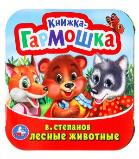 КНИЖКА-
ГАРМОШКА
В. СТЕПАНОВ
ЛЕСНЫЕ ЖИВОТНЫЕ